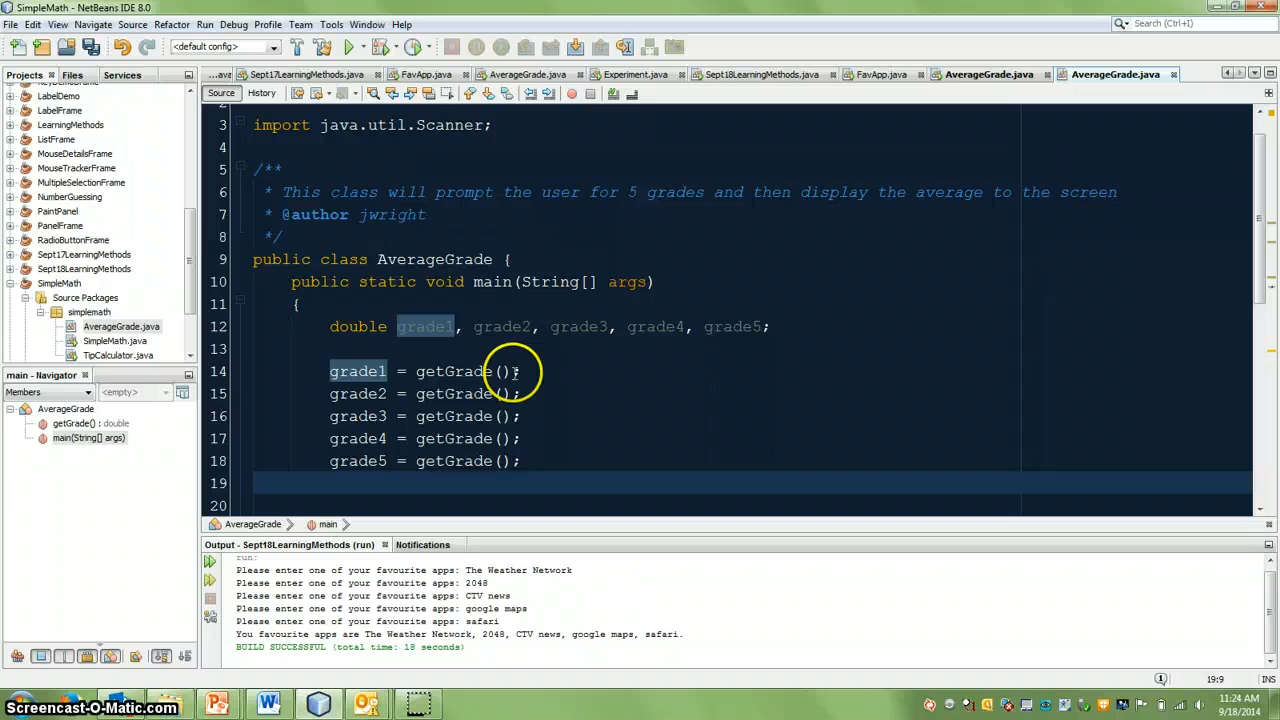 SimpleMath - NetBeans IDE 8.0
File Edit View Navigate Source Refactor Run Debug Profile Team Tools Window Help
Search (Ctrl+I)
<default config>
Projects Files Services
...ava Sept17LearningMethods.java FavApp.java AverageGrade.java Experiment.java Sept18LearningMethods.java FavApp.java AverageGrade.java AverageGrade.java
Source History
LabelDemo
LabelFrame
LearningMethods
ListFrame
MouseDetailsFrame
MouseTrackerFrame
MultipleSelectionFrame
NumberGuessing
PaintPanel
PanelFrame
RadioButtonFrame
Sept17LearningMethods
Sept18LearningMethods
SimpleMath
Source Packages
simplemath
AverageGrade.java
SimpleMath.java
TipCalculator.java
main - Navigator
Members <empty>
AverageGrade
getGrade() : double
main(String[] args)
2
3 import java.util.Scanner;
4
5 /**
6 * This class will prompt the user for 5 grades and then display the average to the screen
7 * @author jwright
8 */
9 public class AverageGrade {
10 public static void main(String[] args)
11 {
12 double grade1, grade2, grade3, grade4, grade5;
13
14 grade1 = getGrade();
15 grade2 = getGrade();
16 grade3 = getGrade();
17 grade4 = getGrade();
18 grade5 = getGrade();
19
20
AverageGrade main
Output - Sept18LearningMethods (run) Notifications
run:
Please enter one of your favourite apps: The Weather Network
Please enter one of your favourite apps: 2048
Please enter one of your favourite apps: CTV news
Please enter one of your favourite apps: google maps
Please enter one of your favourite apps: safari
You favourite apps are The Weather Network, 2048, CTV news, google maps, safari.
BUILD SUCCESSFUL (total time: 18 seconds)
19:9 INS
Screencast-O-Matic.com
11:24 AM
9/18/2014